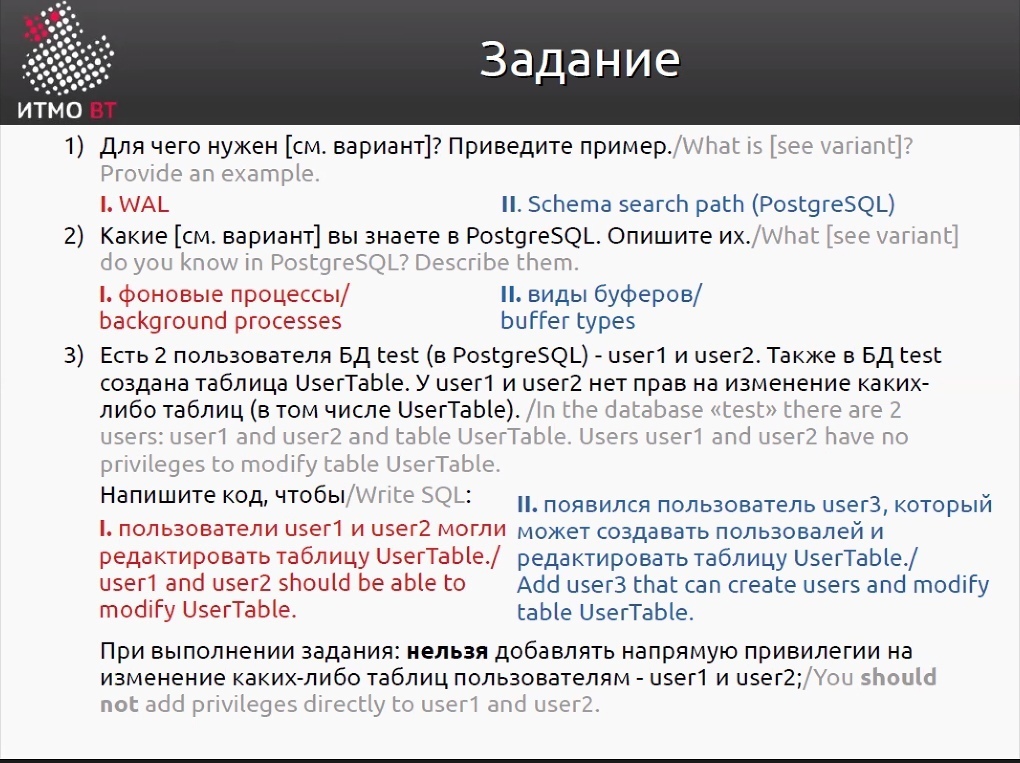 ИТМО ВТ
Задание
1) Для чего нужен [см. вариант]? Приведите пример./What is [see variant]?
Provide an example.
I. WAL
II. Schema search path (PostgreSQL)
2) Какие [см. вариант] вы знаете в PostgreSQL. Опишите их./What [see variant]
do you know in PostgreSQL? Describe them.
I. фоновые процессы/
background processes
II. виды буферов/
buffer types
3) Есть 2 пользователя БД test (в PostgreSQL) - user1 и user2. Также в БД test
создана таблица UserTable. У user1 и user2 нет прав на изменение каких-
либо таблиц (в том числе UserTable). /In the database «test» there are 2
users: user1 and user2 and table UserTable. Users user1 and user2 have no
privileges to modify table UserTable.
Напишите код, чтобы/Write SQL:
I. пользователи user1 и user2 могли
редактировать таблицу UserTable./
user1 and user2 should be able to
modify UserTable.
II. появился пользователь user3, который
может создавать пользовалей и
редактировать таблицу UserTable./
Add user3 that can create users and modify
table UserTable.
При выполнении задания: нельзя добавлять напрямую привилегии на
изменение каких-либо таблиц пользователям - user1 и user2;/You should
not add privileges directly to user1 and user2.